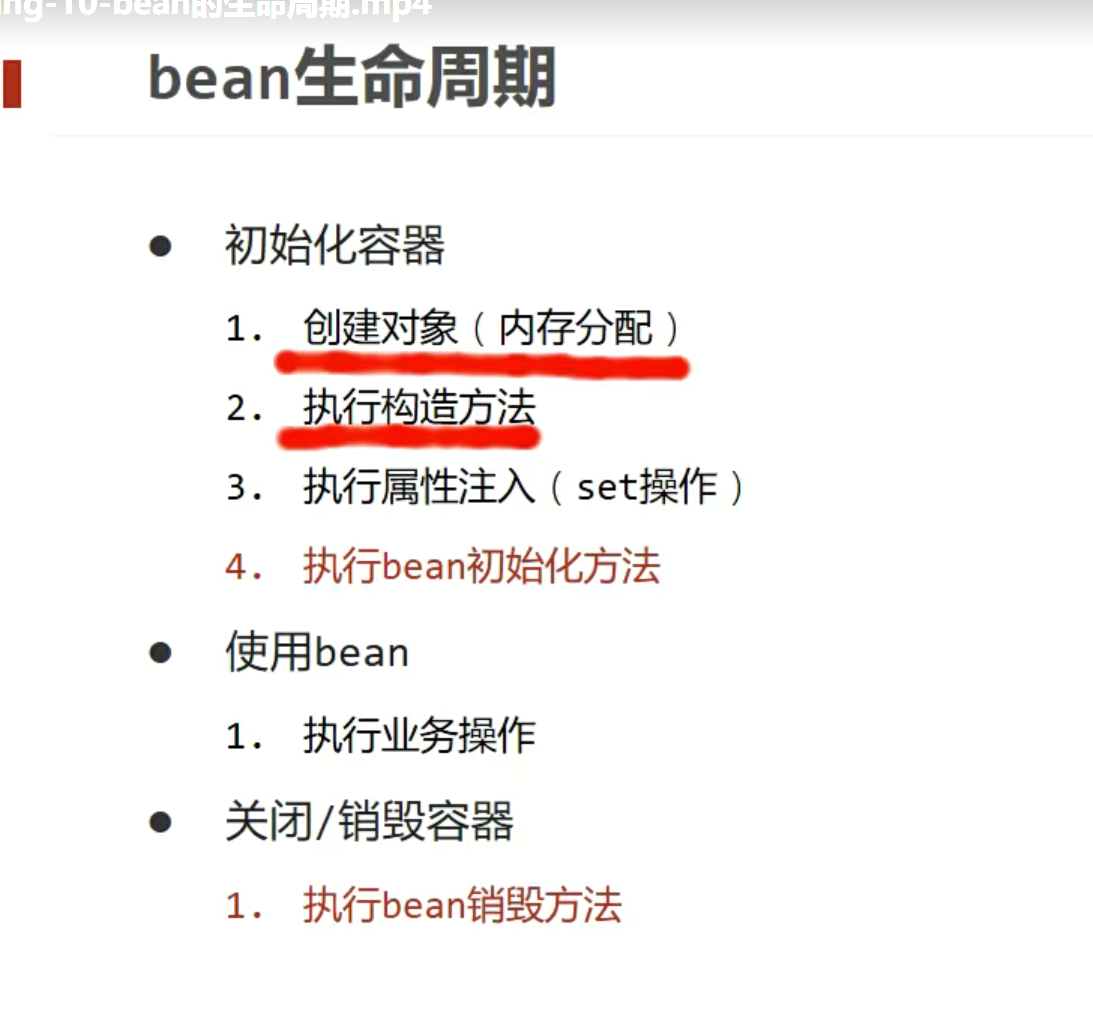 ng-10-bean的生命周期.mp4
bean生命周期
● 初始化容器
1. 创建对象（内存分配）
2. 执行构造方法
3. 执行属性注入（set操作）
4. 执行bean初始化方法
● 使用bean
1. 执行业务操作
● 关闭/销毁容器
1. 执行bean销毁方法